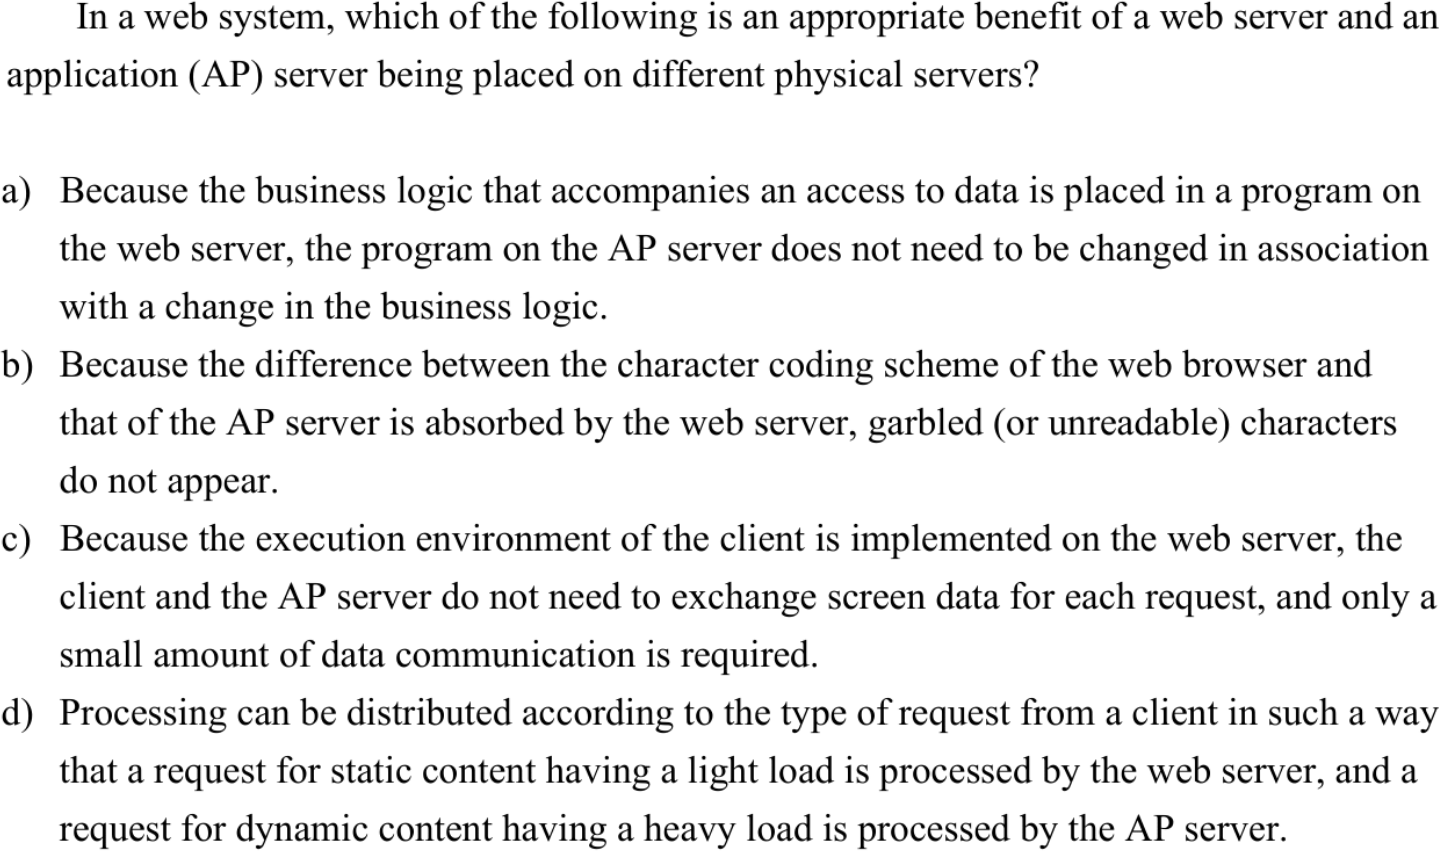 In a web system, which of the following is an appropriate benefit of a web server and an
application (AP) server being placed on different physical servers?
a) Because the business logic that accompanies an access to data is placed in a program on
the web server, the program on the AP server does not need to be changed in association
with a change in the business logic.
b) Because the difference between the character coding scheme of the web browser and
that of the AP server is absorbed by the web server, garbled (or unreadable) characters
do not appear.
c) Because the execution environment of the client is implemented on the web server, the
client and the AP server do not need to exchange screen data for each request, and only a
small amount of data communication is required.
d) Processing can be distributed according to the type of request from a client in such a way
that a request for static content having a light load is processed by the web server, and a
request for dynamic content having a heavy load is processed by the AP server.